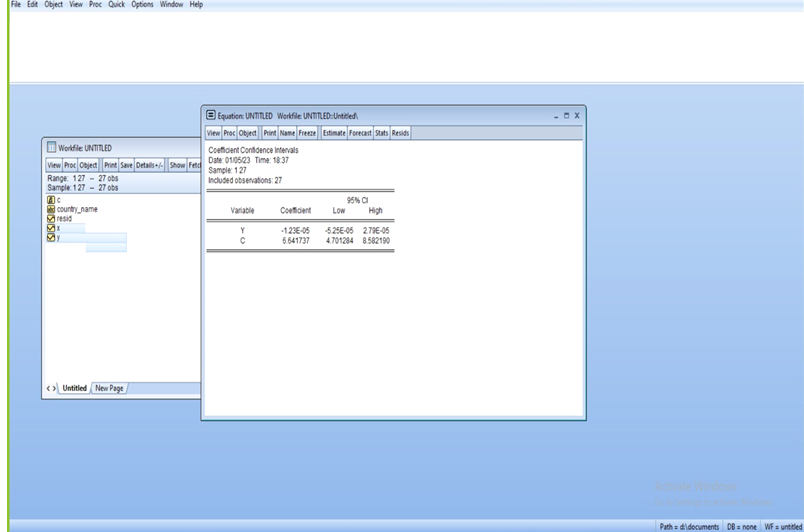 File Edit Object View Proc Quick Options Window Help
Equation: UNTITLED Workfile: UNTITLED::Untitled\
View Proc Object Print Name Freeze Estimate Forecast Stats Resids
Coefficient Confidence Intervals
Date: 01/05/23 Time: 18:37
Sample: 1 27
Included observations: 27
95% CI
Variable Coefficient Low High
Y -1.23E-05 -5.25E-05 2.79E-05
C 6.641737 4.701284 8.582190
Workfile: UNTITLED
View Proc Object Print Save Details+/- Show Fetc
Range: 1 27 -- 27 obs
Sample: 1 27 -- 27 obs
c
country_name
resid
x
y
Untitled New Page
Activate Windows
Path = d:\documents DB = none WF = untitled